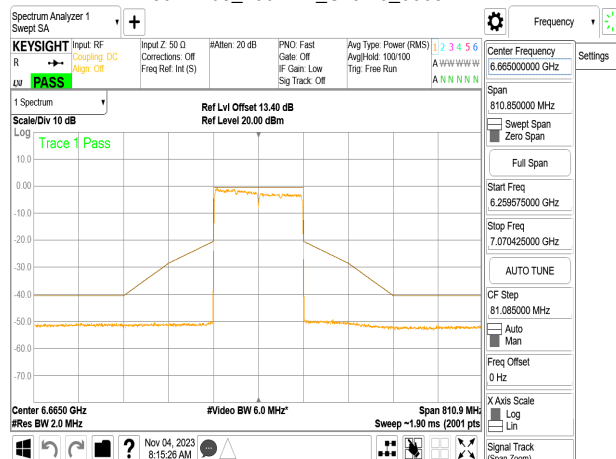 Spectrum Analyzer 1
Swept SA
Frequency
KEYSIGHT
R
LXI
PASS
Input: RF
Coupling: DC
Align: Off
Input Z: 50 Ω
Corrections: Off
Freq Ref: Int (S)
#Atten: 20 dB
PNO: Fast
Gate: Off
IF Gain: Low
Sig Track: Off
Avg Type: Power (RMS)
Avg|Hold: 100/100
Trig: Free Run
1 2 3 4 5 6
A W W W W W
A N N N N N
1 Spectrum
Scale/Div 10 dB
Ref Lvl Offset 13.40 dB
Ref Level 20.00 dBm
Log
Trace 1 Pass
10.0
0.00
-10.0
-20.0
-30.0
-40.0
-50.0
-60.0
-70.0
Center 6.6650 GHz
#Video BW 6.0 MHz*
Span 810.9 MHz
#Res BW 2.0 MHz
Sweep ~1.90 ms (2001 pts)
Nov 04, 2023
8:15:26 AM
Center Frequency
6.665000000 GHz
Settings
Span
810.850000 MHz
Swept Span
Zero Span
Full Span
Start Freq
6.259575000 GHz
Stop Freq
7.070425000 GHz
AUTO TUNE
CF Step
81.085000 MHz
Auto
Man
Freq Offset
0 Hz
X Axis Scale
Log
Lin
Signal Track
(Span Zoom)